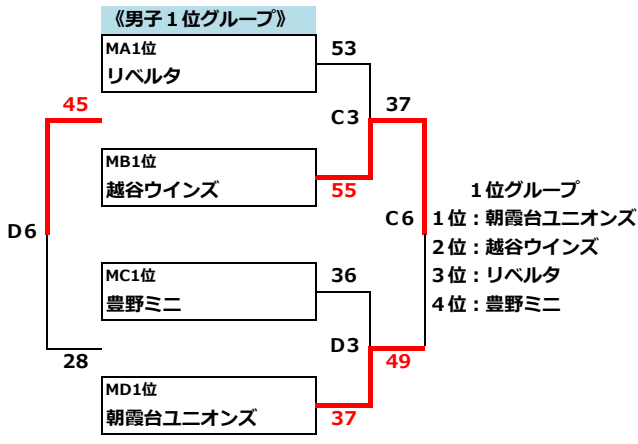 《男子１位グループ》
MA1位
リベルタ
53
45
C3
37
MB1位
越谷ウインズ
55
D6
C6
１位グループ
１位：朝霞台ユニオンズ
２位：越谷ウインズ
３位：リベルタ
４位：豊野ミニ
MC1位
豊野ミニ
36
D3
28
49
MD1位
朝霞台ユニオンズ
37